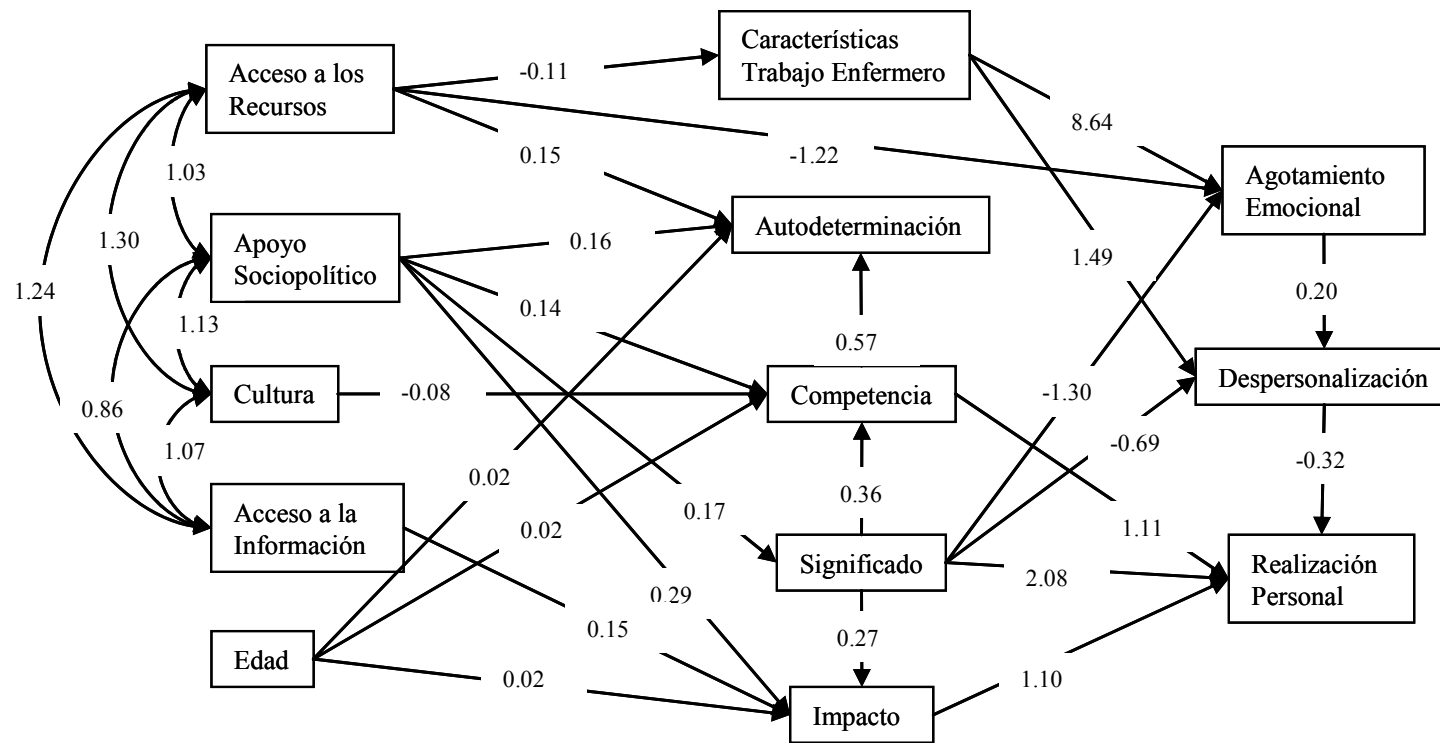 Características
Trabajo Enfermero
Acceso a los
Recursos
-0.11
8.64
0.15
-1.22
1.03
Agotamiento
Emocional
Autodeterminación
Apoyo
Sociopolítico
0.16
1.30
1.49
1.24
0.14
0.20
1.13
0.57
Despersonalización
Cultura
-0.08
Competencia
-1.30
0.86
-0.69
1.07
0.02
-0.32
0.36
Acceso a la
Información
0.17
0.02
1.11
Significado
2.08
Realización
Personal
0.29
0.15
0.27
Edad
0.02
1.10
Impacto